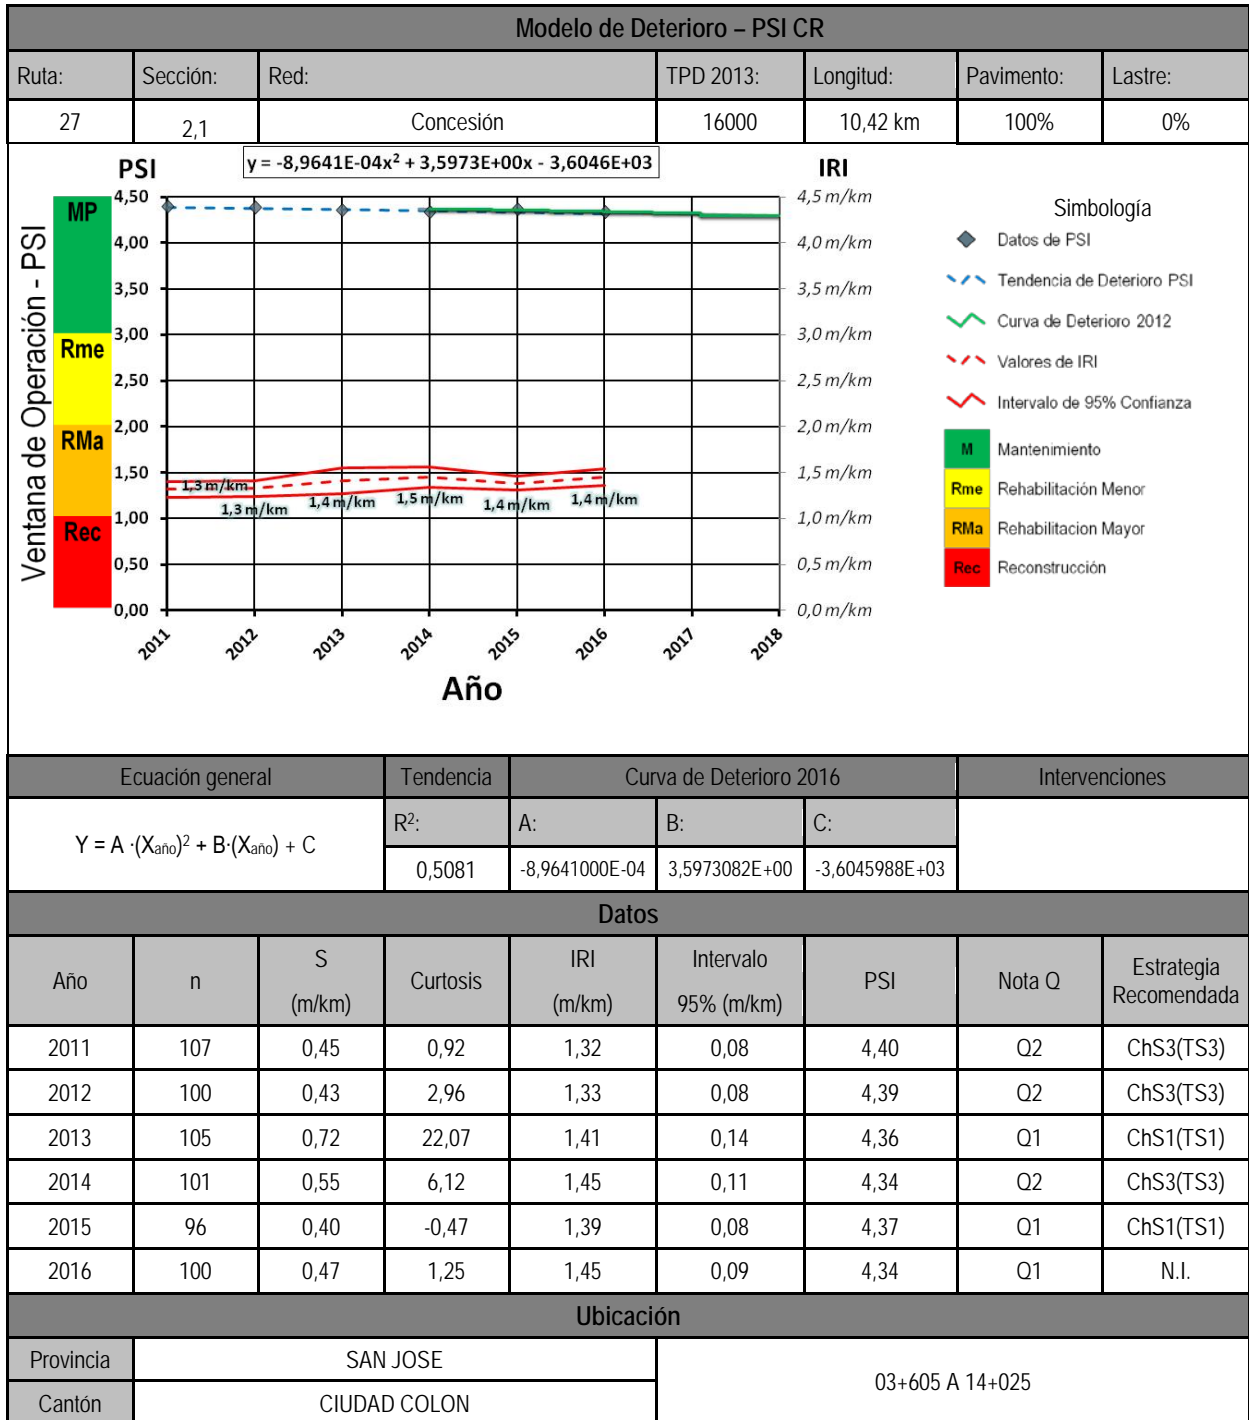 Modelo de Deterioro – PSI CR
Ruta: Sección: Red: TPD 2013: Longitud: Pavimento: Lastre:
27 2,1 Concesión 16000 10,42 km 100% 0%
PSI y = -8,9641E-04x² + 3,5973E+00x - 3,6046E+03 IRI
Ventana de Operación - PSI
MP
Rme
RMa
Rec
4,50
4,00
3,50
3,00
2,50
2,00
1,50
1,00
0,50
0,00
1,3 m/km
1,3 m/km
1,4 m/km
1,5 m/km
1,4 m/km
1,4 m/km
4,5 m/km
4,0 m/km
3,5 m/km
3,0 m/km
2,5 m/km
2,0 m/km
1,5 m/km
1,0 m/km
0,5 m/km
0,0 m/km
2011 2012 2013 2014 2015 2016 2017 2018
Año
Simbología
Datos de PSI
Tendencia de Deterioro PSI
Curva de Deterioro 2012
Valores de IRI
Intervalo de 95% Confianza
M Mantenimiento
Rme Rehabilitación Menor
RMa Rehabilitacion Mayor
Rec Reconstrucción
Ecuación general Tendencia Curva de Deterioro 2016 Intervenciones
Y = A ·(Xaño)² + B·(Xaño) + C
R²: A: B: C:
0,5081 -8,9641000E-04 3,5973082E+00 -3,6045988E+03
Datos
Año n S (m/km) Curtosis IRI (m/km) Intervalo 95% (m/km) PSI Nota Q Estrategia Recomendada
2011 107 0,45 0,92 1,32 0,08 4,40 Q2 ChS3(TS3)
2012 100 0,43 2,96 1,33 0,08 4,39 Q2 ChS3(TS3)
2013 105 0,72 22,07 1,41 0,14 4,36 Q1 ChS1(TS1)
2014 101 0,55 6,12 1,45 0,11 4,34 Q2 ChS3(TS3)
2015 96 0,40 -0,47 1,39 0,08 4,37 Q1 ChS1(TS1)
2016 100 0,47 1,25 1,45 0,09 4,34 Q1 N.I.
Ubicación
Provincia SAN JOSE
03+605 A 14+025
Cantón CIUDAD COLON